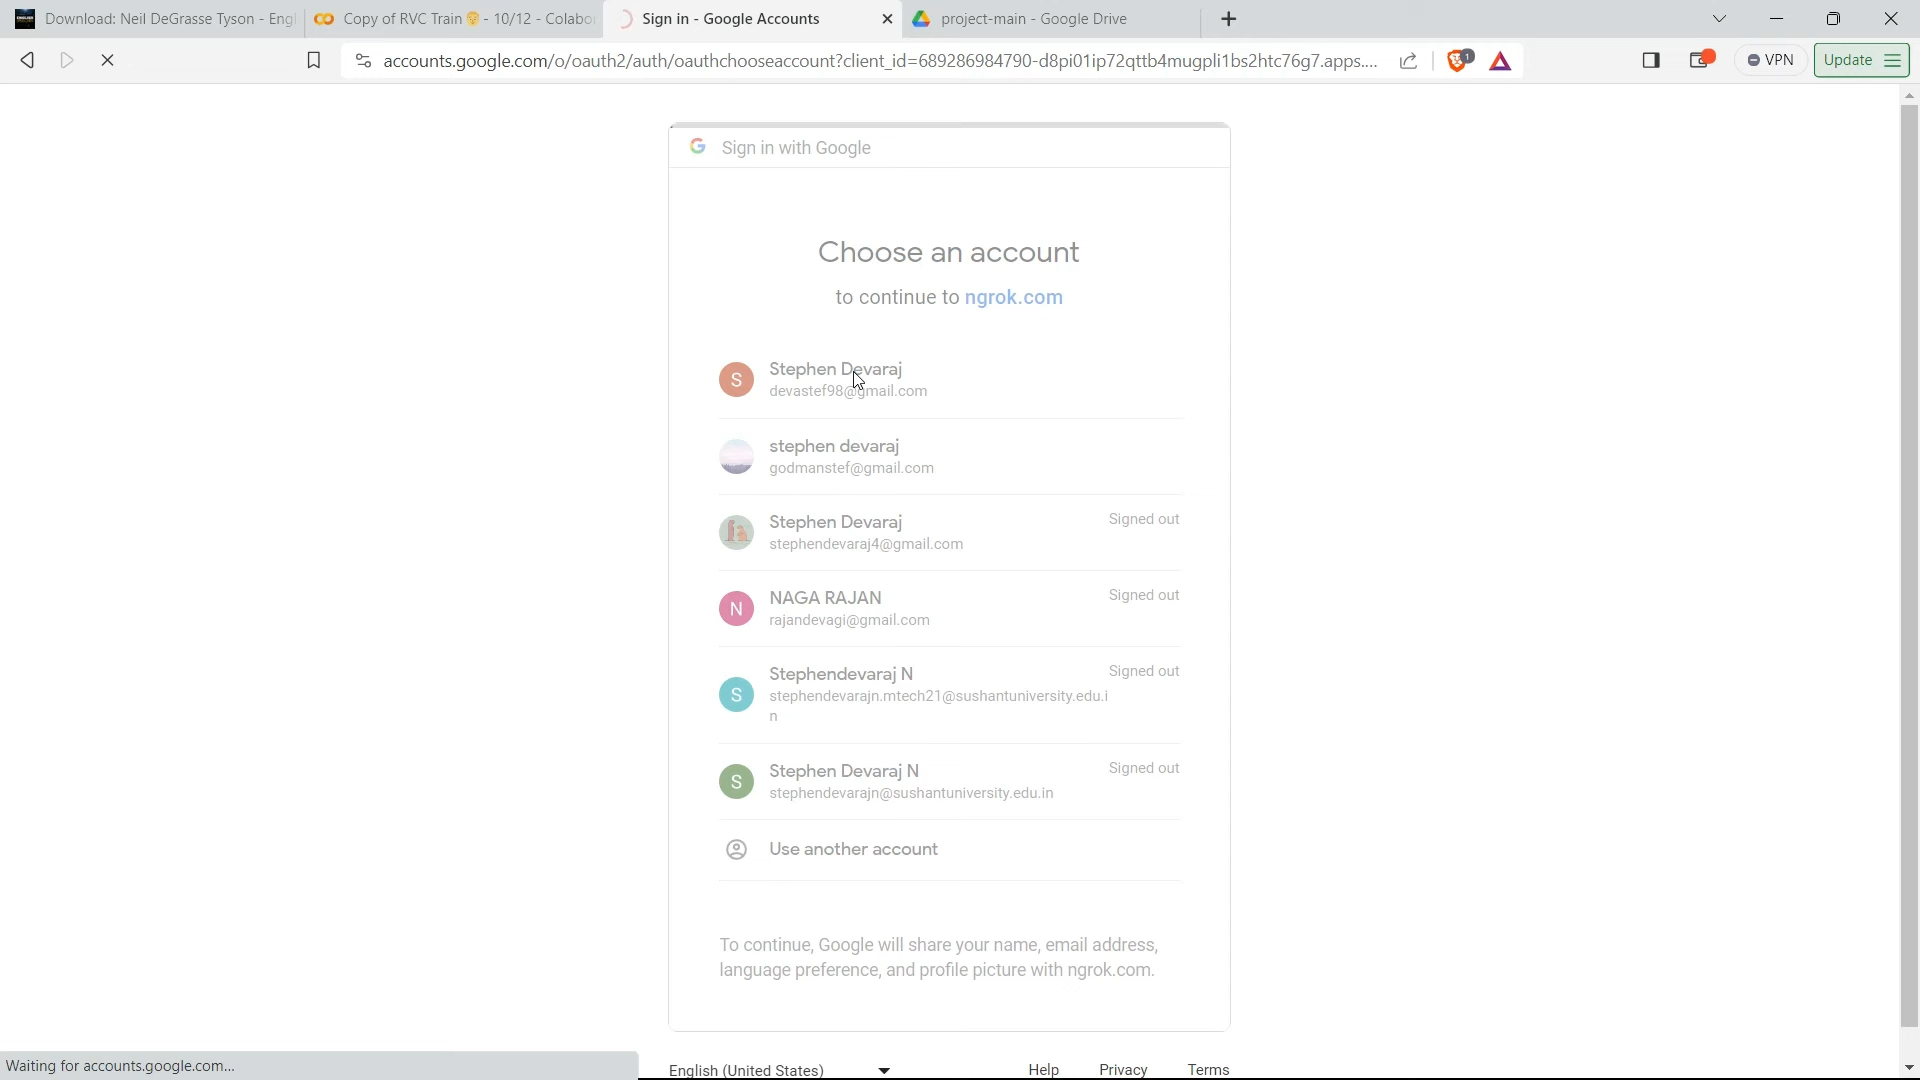 Download: Neil DeGrasse Tyson - Engl
Copy of RVC Train - 10/12 - Colabor
Sign in - Google Accounts
project-main - Google Drive
accounts.google.com/o/oauth2/auth/oauthchooseaccount?client_id=689286984790-d8pi01ip72qttb4mugpli1bs2htc76g7.apps....
1
VPN
Update
Sign in with Google
Choose an account
to continue to ngrok.com
S
Stephen Devaraj
devastef98@gmail.com
stephen devaraj
godmanstef@gmail.com
Stephen Devaraj
Signed out
stephendevaraj4@gmail.com
N
NAGA RAJAN
Signed out
rajandevagi@gmail.com
S
Stephendevaraj N
Signed out
stephendevarajn.mtech21@sushantuniversity.edu.i
n
S
Stephen Devaraj N
Signed out
stephendevarajn@sushantuniversity.edu.in
Use another account
To continue, Google will share your name, email address,
language preference, and profile picture with ngrok.com.
Waiting for accounts.google.com...
English (United States)
Help
Privacy
Terms